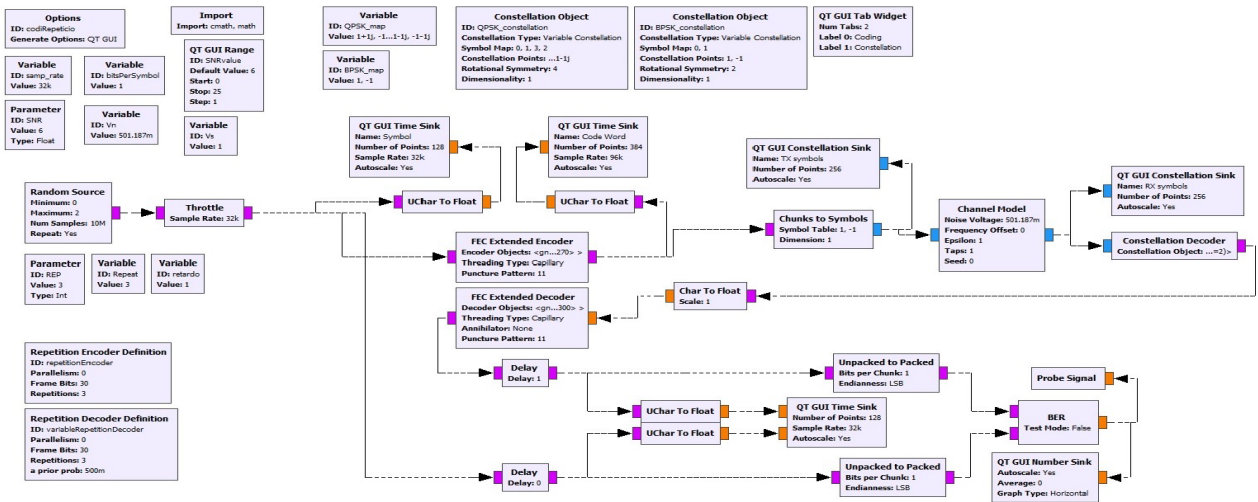 Options
ID: codiRepeticio
Generate Options: QT GUI
Import
Import: cmath, math
Variable
ID: QPSK_map
Value: 1+1j, -1...1-1j, -1-1j
Constellation Object
ID: QPSK_constellation
Constellation Type: Variable Constellation
Symbol Map: 0, 1, 3, 2
Constellation Points: ...1-1j
Rotational Symmetry: 4
Dimensionality: 1
Constellation Object
ID: BPSK_constellation
Constellation Type: Variable Constellation
Symbol Map: 0, 1
Constellation Points: 1, -1
Rotational Symmetry: 2
Dimensionality: 1
QT GUI Tab Widget
Num Tabs: 2
Label 0: Coding
Label 1: Constellation
Variable
ID: samp_rate
Value: 32k
Variable
ID: bitsPerSymbol
Value: 1
QT GUI Range
ID: SNRvalue
Default Value: 6
Start: 0
Stop: 25
Step: 1
Variable
ID: BPSK_map
Value: 1, -1
Parameter
ID: SNR
Value: 6
Type: Float
Variable
ID: Vn
Value: 501.187m
Variable
ID: Vs
Value: 1
QT GUI Time Sink
Name: Symbol
Number of Points: 128
Sample Rate: 32k
Autoscale: Yes
QT GUI Time Sink
Name: Code Word
Number of Points: 384
Sample Rate: 96k
Autoscale: Yes
QT GUI Constellation Sink
Name: TX symbols
Number of Points: 256
Autoscale: Yes
QT GUI Constellation Sink
Name: RX symbols
Number of Points: 256
Autoscale: Yes
Random Source
Minimum: 0
Maximum: 2
Num Samples: 10M
Repeat: Yes
Throttle
Sample Rate: 32k
UChar To Float
UChar To Float
Chunks to Symbols
Symbol Table: 1, -1
Dimension: 1
Channel Model
Noise Voltage: 501.187m
Frequency Offset: 0
Epsilon: 1
Taps: 1
Seed: 0
Constellation Decoder
Constellation Object: ...=2)>
FEC Extended Encoder
Encoder Objects: <gn...270> >
Threading Type: Capillary
Puncture Pattern: 11
Parameter
ID: REP
Value: 3
Type: Int
Variable
ID: Repeat
Value: 3
Variable
ID: retardo
Value: 1
FEC Extended Decoder
Decoder Objects: <gn...300> >
Threading Type: Capillary
Annihilator: None
Puncture Pattern: 11
Char To Float
Scale: 1
Repetition Encoder Definition
ID: repetitionEncoder
Parallelism: 0
Frame Bits: 30
Repetitions: 3
Delay
Delay: 1
Unpacked to Packed
Bits per Chunk: 1
Endianness: LSB
Probe Signal
Repetition Decoder Definition
ID: variableRepetitionDecoder
Parallelism: 0
Frame Bits: 30
Repetitions: 3
a prior prob: 500m
UChar To Float
UChar To Float
QT GUI Time Sink
Number of Points: 128
Sample Rate: 32k
Autoscale: Yes
BER
Test Mode: False
Delay
Delay: 0
Unpacked to Packed
Bits per Chunk: 1
Endianness: LSB
QT GUI Number Sink
Autoscale: Yes
Average: 0
Graph Type: Horizontal